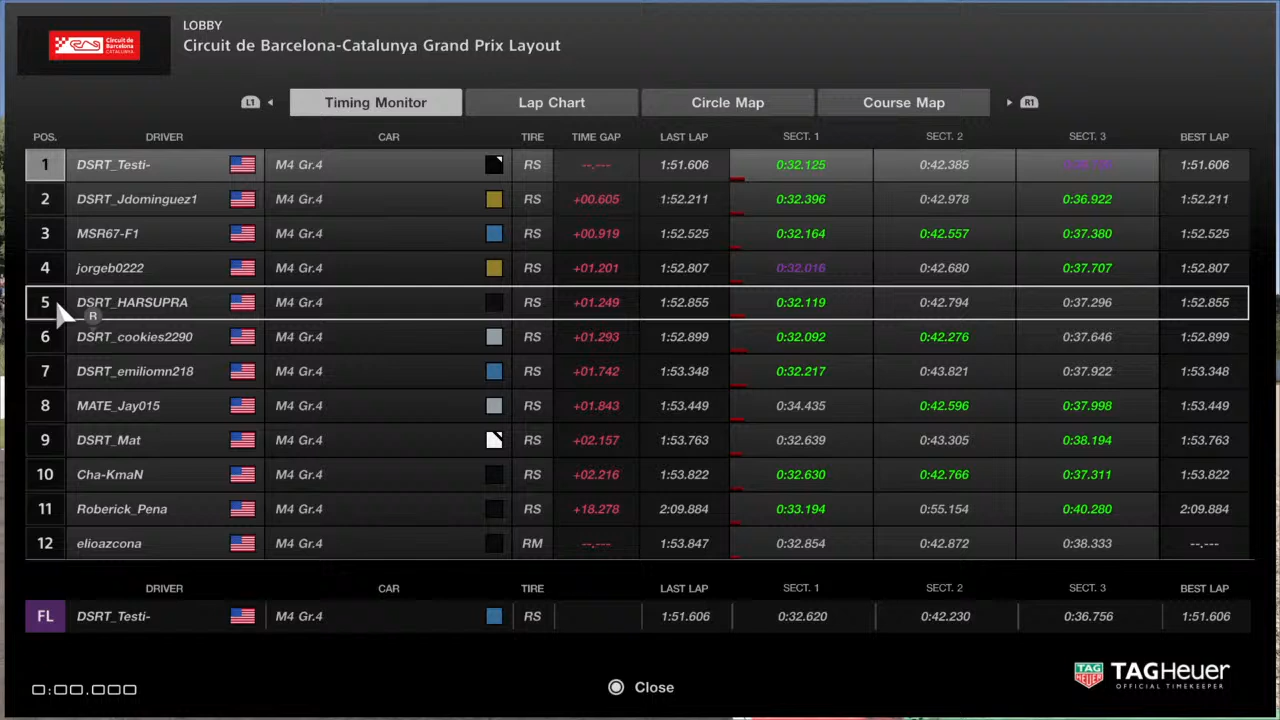 LOBBY
Circuit de Barcelona CATALUNYA
Circuit de Barcelona-Catalunya Grand Prix Layout
L1 Timing Monitor Lap Chart Circle Map Course Map R1
POS. DRIVER CAR TIRE TIME GAP LAST LAP SECT. 1 SECT. 2 SECT. 3 BEST LAP
1 DSRT_Testi- M4 Gr.4 RS --.--- 1:51.606 0:32.125 0:42.385 1:51.606
2 DSRT_Jdominguez1 M4 Gr.4 RS +00.605 1:52.211 0:32.396 0:42.978 0:36.922 1:52.211
3 MSR67-F1 M4 Gr.4 RS +00.919 1:52.525 0:32.164 0:42.557 0:37.380 1:52.525
4 jorgeb0222 M4 Gr.4 RS +01.201 1:52.807 0:32.016 0:42.680 0:37.707 1:52.807
5 DSRT_HARSUPRA M4 Gr.4 RS +01.249 1:52.855 0:32.119 0:42.794 0:37.296 1:52.855
R
6 DSRT_cookies2290 M4 Gr.4 RS +01.293 1:52.899 0:32.092 0:42.276 0:37.646 1:52.899
7 DSRT_emiliomn218 M4 Gr.4 RS +01.742 1:53.348 0:32.217 0:43.821 0:37.922 1:53.348
8 MATE_Jay015 M4 Gr.4 RS +01.843 1:53.449 0:34.435 0:42.596 0:37.998 1:53.449
9 DSRT_Mat M4 Gr.4 RS +02.157 1:53.763 0:32.639 0:43.305 0:38.194 1:53.763
10 Cha-KmaN M4 Gr.4 RS +02.216 1:53.822 0:32.630 0:42.766 0:37.311 1:53.822
11 Roberick_Pena M4 Gr.4 RS +18.278 2:09.884 0:33.194 0:55.154 0:40.280 2:09.884
12 elioazcona M4 Gr.4 RM --.--- 1:53.847 0:32.854 0:42.872 0:38.333 --.---
DRIVER CAR TIRE LAST LAP SECT. 1 SECT. 2 SECT. 3 BEST LAP
FL DSRT_Testi- M4 Gr.4 RS 1:51.606 0:32.620 0:42.230 0:36.756 1:51.606
0:00.000
Close
TAG HEUER TAGHeuer
OFFICIAL TIMEKEEPER